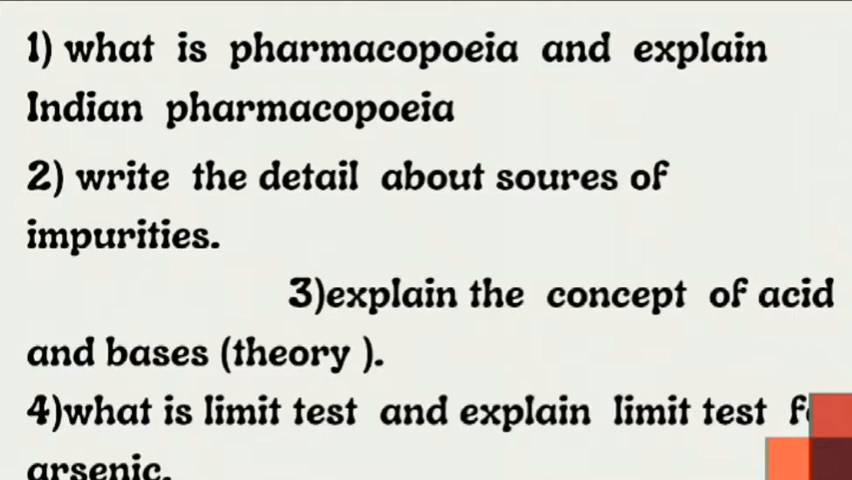 1) what is pharmacopoeia and explain
Indian pharmacopoeia
2) write the detail about soures of
impurities.
3)explain the concept of acid
and bases (theory ).
4)what is limit test and explain limit test
arsenic.